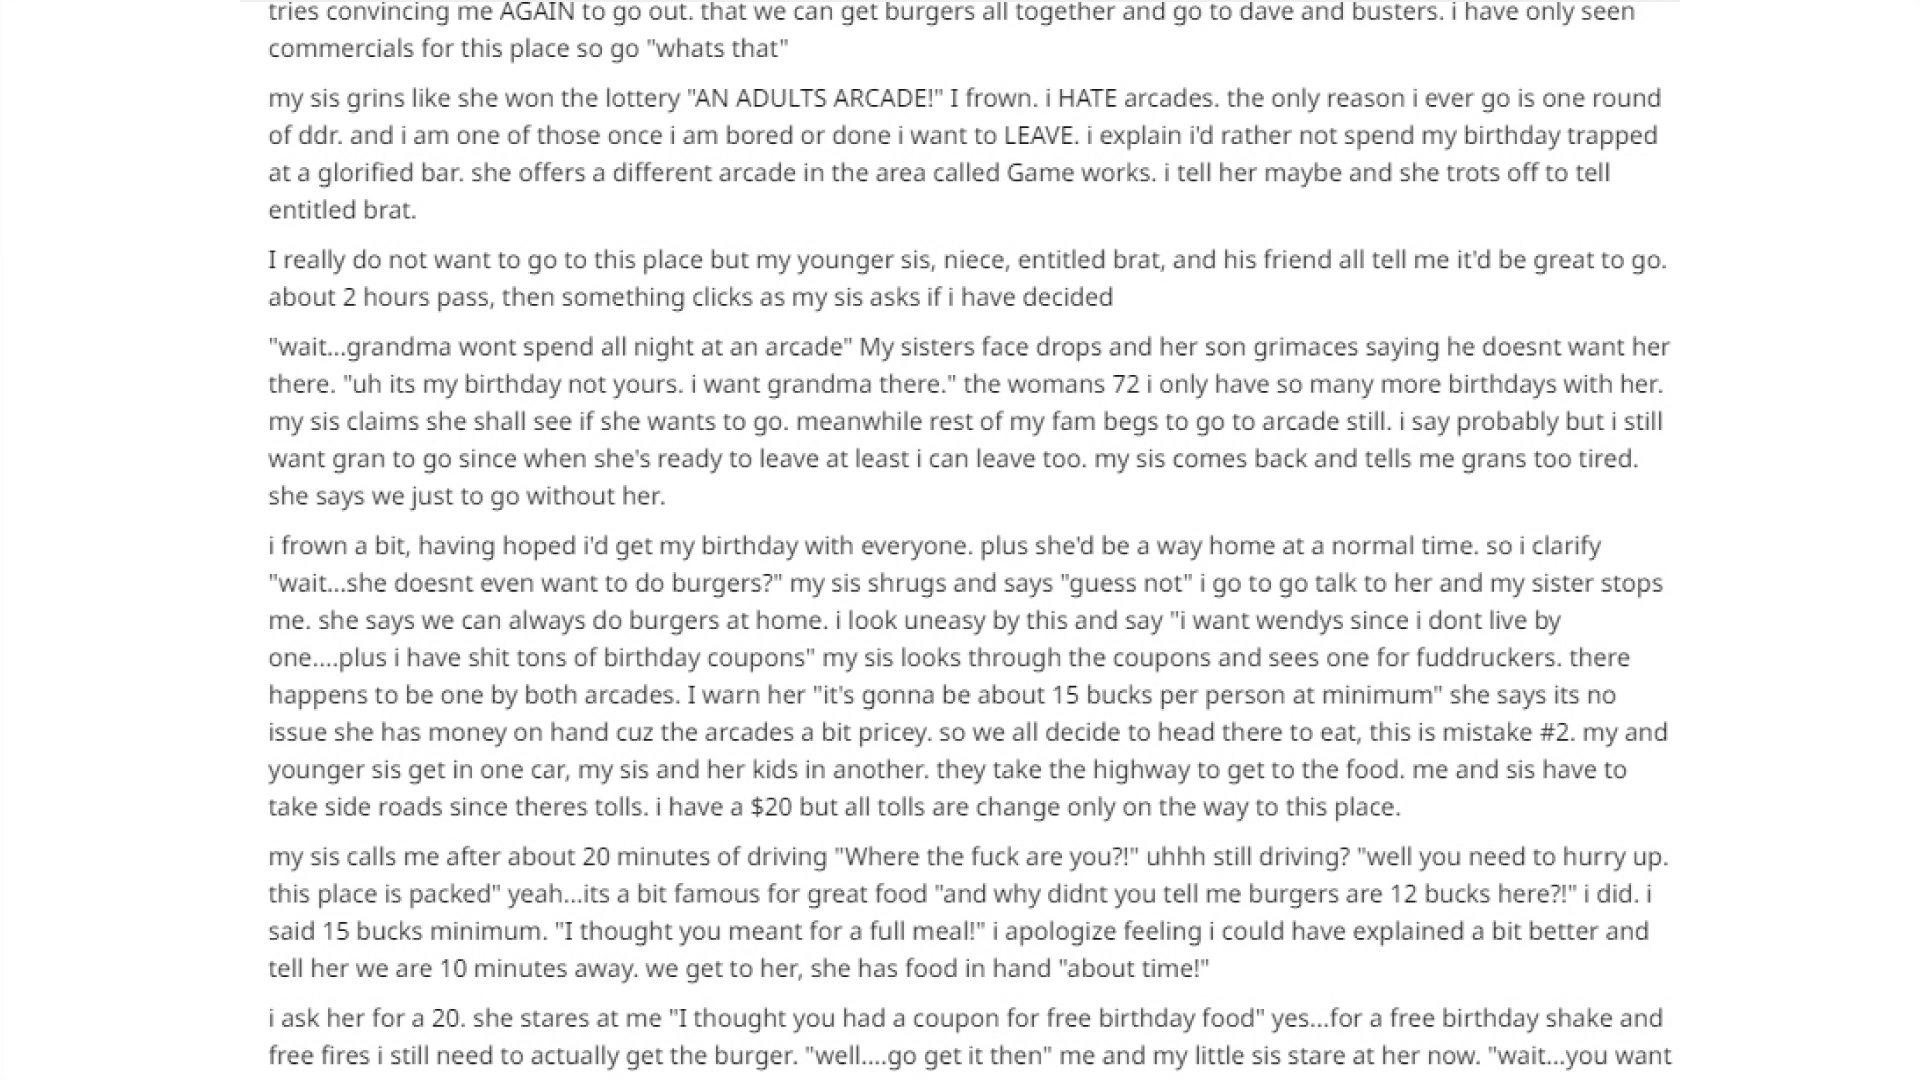 tries convincing me AGAIN to go out. that we can get burgers all together and go to dave and busters. i have only seen
commercials for this place so go "whats that"
my sis grins like she won the lottery "AN ADULTS ARCADE!" I frown. i HATE arcades. the only reason i ever go is one round
of ddr. and i am one of those once i am bored or done i want to LEAVE. i explain i'd rather not spend my birthday trapped
at a glorified bar. she offers a different arcade in the area called Game works. i tell her maybe and she trots off to tell
entitled brat.
I really do not want to go to this place but my younger sis, niece, entitled brat, and his friend all tell me it'd be great to go.
about 2 hours pass, then something clicks as my sis asks if i have decided
"wait...grandma wont spend all night at an arcade" My sisters face drops and her son grimaces saying he doesnt want her
there. "uh its my birthday not yours. i want grandma there." the womans 72 i only have so many more birthdays with her.
my sis claims she shall see if she wants to go. meanwhile rest of my fam begs to go to arcade still. i say probably but i still
want gran to go since when she's ready to leave at least i can leave too. my sis comes back and tells me grans too tired.
she says we just to go without her.
i frown a bit, having hoped i'd get my birthday with everyone. plus she'd be a way home at a normal time. so i clarify
"wait...she doesnt even want to do burgers?" my sis shrugs and says "guess not" i go to go talk to her and my sister stops
me. she says we can always do burgers at home. i look uneasy by this and say "i want wendys since i dont live by
one....plus i have shit tons of birthday coupons" my sis looks through the coupons and sees one for fuddruckers. there
happens to be one by both arcades. I warn her "it's gonna be about 15 bucks per person at minimum" she says its no
issue she has money on hand cuz the arcades a bit pricey. so we all decide to head there to eat, this is mistake #2. my and
younger sis get in one car, my sis and her kids in another. they take the highway to get to the food. me and sis have to
take side roads since theres tolls. i have a $20 but all tolls are change only on the way to this place.
my sis calls me after about 20 minutes of driving "Where the fuck are you?!" uhhh still driving? "well you need to hurry up.
this place is packed" yeah...its a bit famous for great food "and why didnt you tell me burgers are 12 bucks here?!" i did. i
said 15 bucks minimum. "I thought you meant for a full meal!" i apologize feeling i could have explained a bit better and
tell her we are 10 minutes away. we get to her, she has food in hand "about time!"
i ask her for a 20. she stares at me "I thought you had a coupon for free birthday food" yes...for a free birthday shake and
free fires i still need to actually get the burger. "well....go get it then" me and my little sis stare at her now. "wait...you want